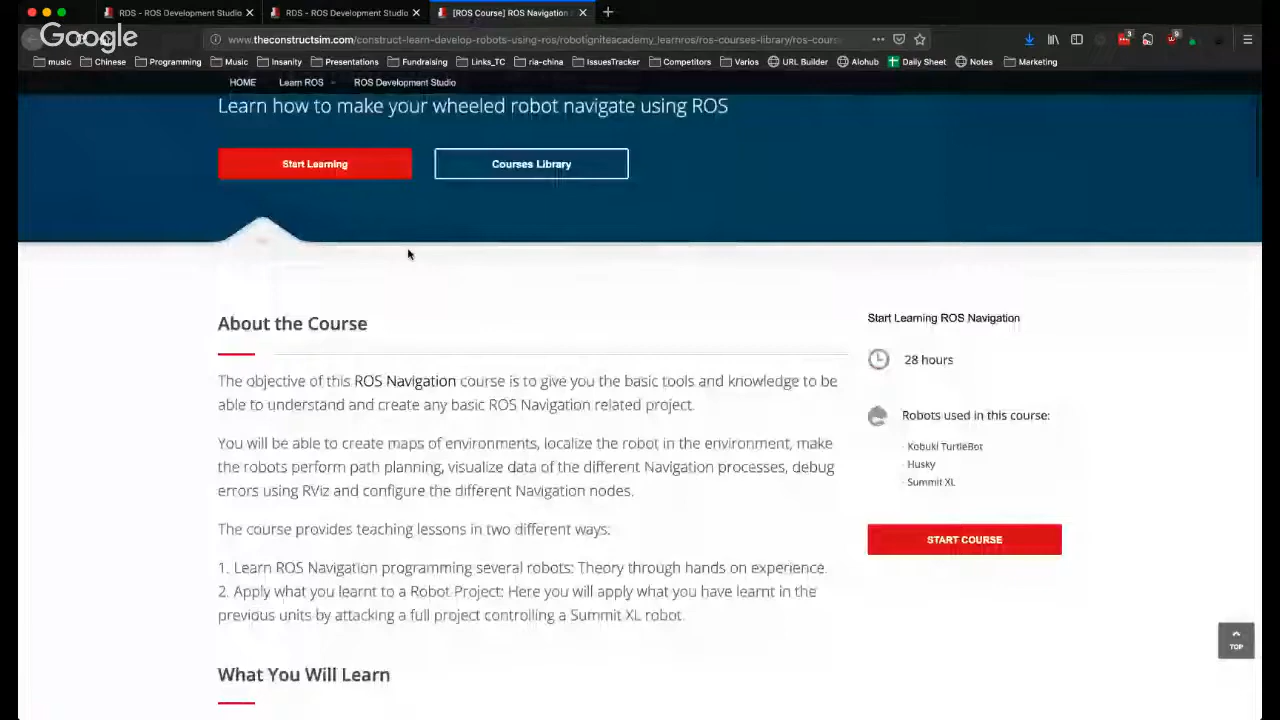 RDS - ROS Development Studio
RDS - ROS Development Studio
[ROS Course] ROS Navigation
Google
www.theconstructsim.com/construct-learn-develop-robots-using-ros/robotigniteacademy_learnros/ros-courses-library/ros-cours
music Chinese Programming Music Insanity Presentations Fundraising Links_TC ria-china IssuesTracker Competitors Varios URL Builder Alohub Daily Sheet Notes Marketing
HOME Learn ROS ROS Development Studio
Learn how to make your wheeled robot navigate using ROS
Start Learning
Courses Library
About the Course
The objective of this ROS Navigation course is to give you the basic tools and knowledge to be
able to understand and create any basic ROS Navigation related project.
You will be able to create maps of environments, localize the robot in the environment, make
the robots perform path planning, visualize data of the different Navigation processes, debug
errors using RViz and configure the different Navigation nodes.
The course provides teaching lessons in two different ways:
1. Learn ROS Navigation programming several robots: Theory through hands on experience.
2. Apply what you learnt to a Robot Project: Here you will apply what you have learnt in the
previous units by attacking a full project controlling a Summit XL robot.
What You Will Learn
Start Learning ROS Navigation
28 hours
Robots used in this course:
- Kobuki TurtleBot
- Husky
- Summit XL
START COURSE
TOP